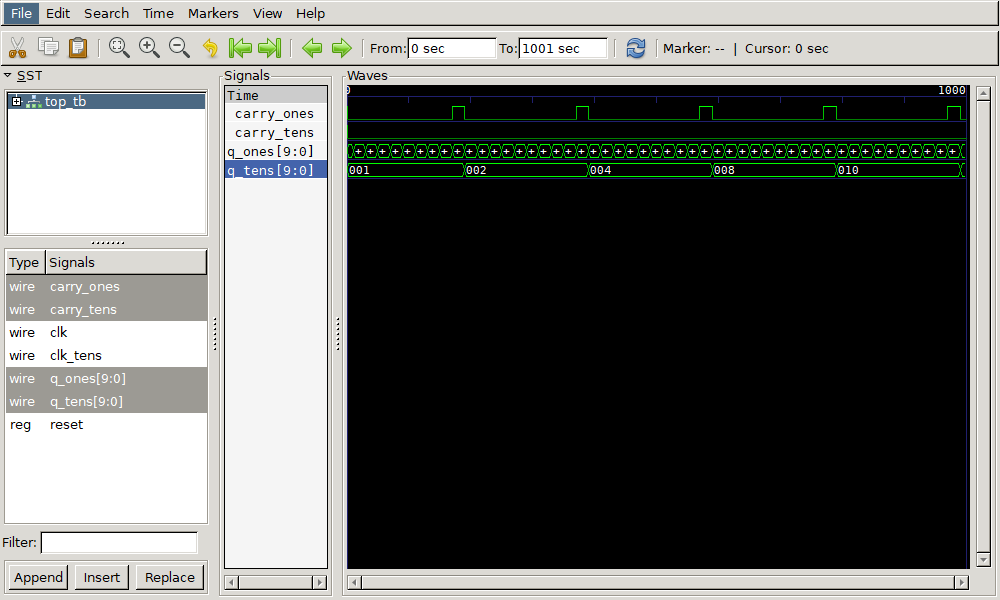 File Edit Search Time Markers View Help
From: 0 sec To: 1001 sec Marker: -- | Cursor: 0 sec
SST
top_tb
Type Signals
wire carry_ones
wire carry_tens
wire clk
wire clk_tens
wire q_ones[9:0]
wire q_tens[9:0]
reg reset
Filter:
Append Insert Replace
Signals
Time
carry_ones
carry_tens
q_ones[9:0]
q_tens[9:0]
Waves
0 1000
+ + + + + + + + + + + + + + + + + + + + + + + + + + + + + + + + + + + + + + + + + + + + + + + + +
001 002 004 008 010